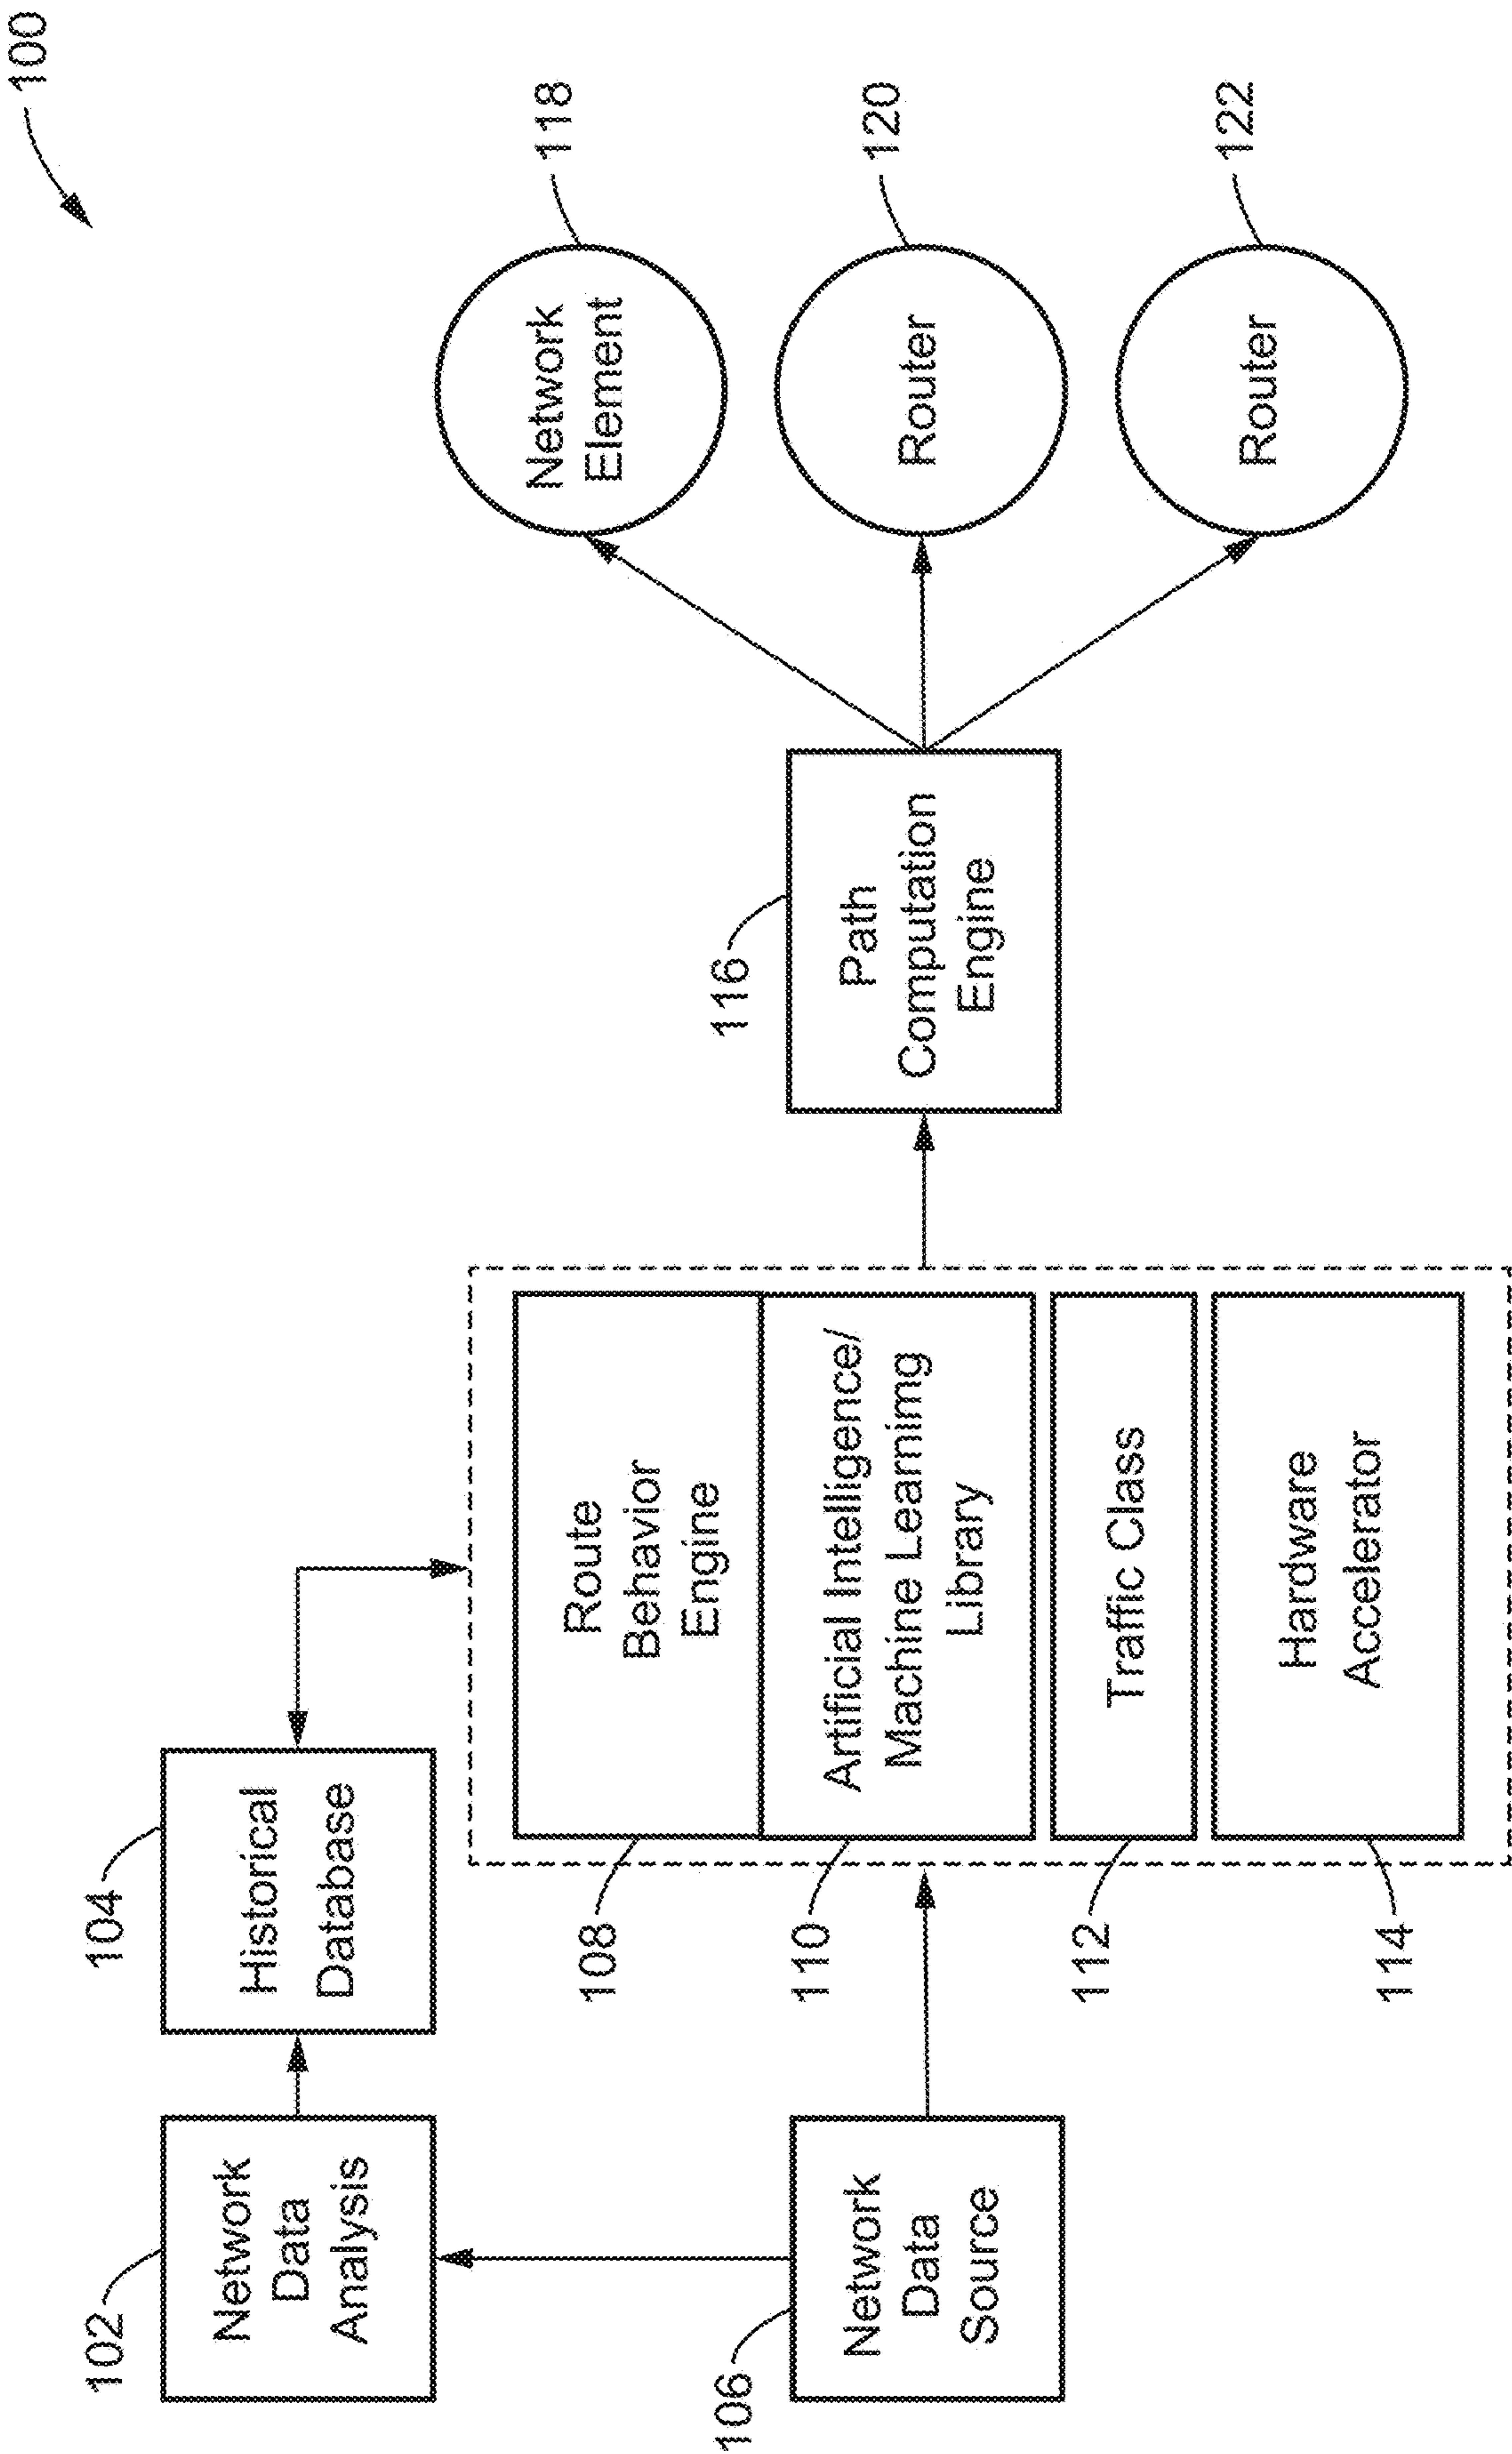 100
102
Network
Data
Analysis
104
Historical
Database
106
Network
Data
Source
108
Route
Behavior
Engine
110
Artificial Intelligence/
Machine Learnimg
Library
112
Traffic Class
114
Hardware
Accelerator
116
Path
Computation
Engine
118
Network
Element
120
Router
122
Router